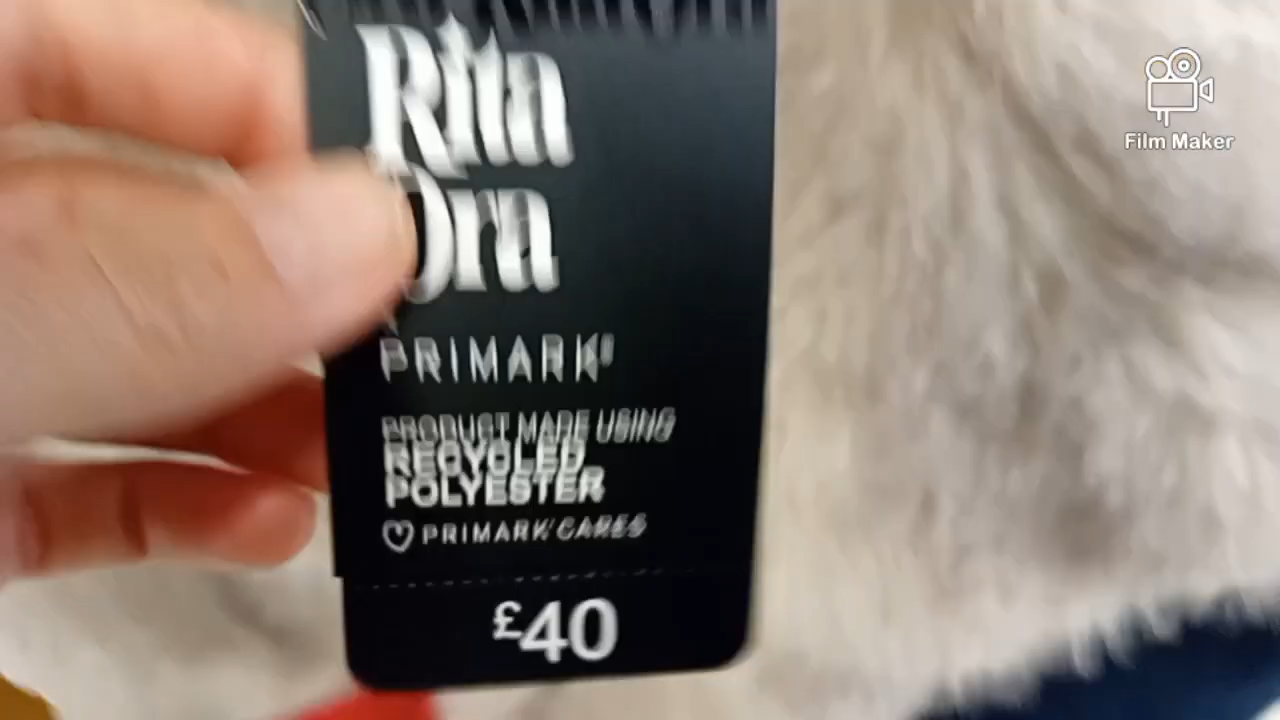 Rita
Ora
PRIMARK
PRODUCT MADE USING
RECYCLED
POLYESTER
PRIMARK CARES
£40
Film Maker